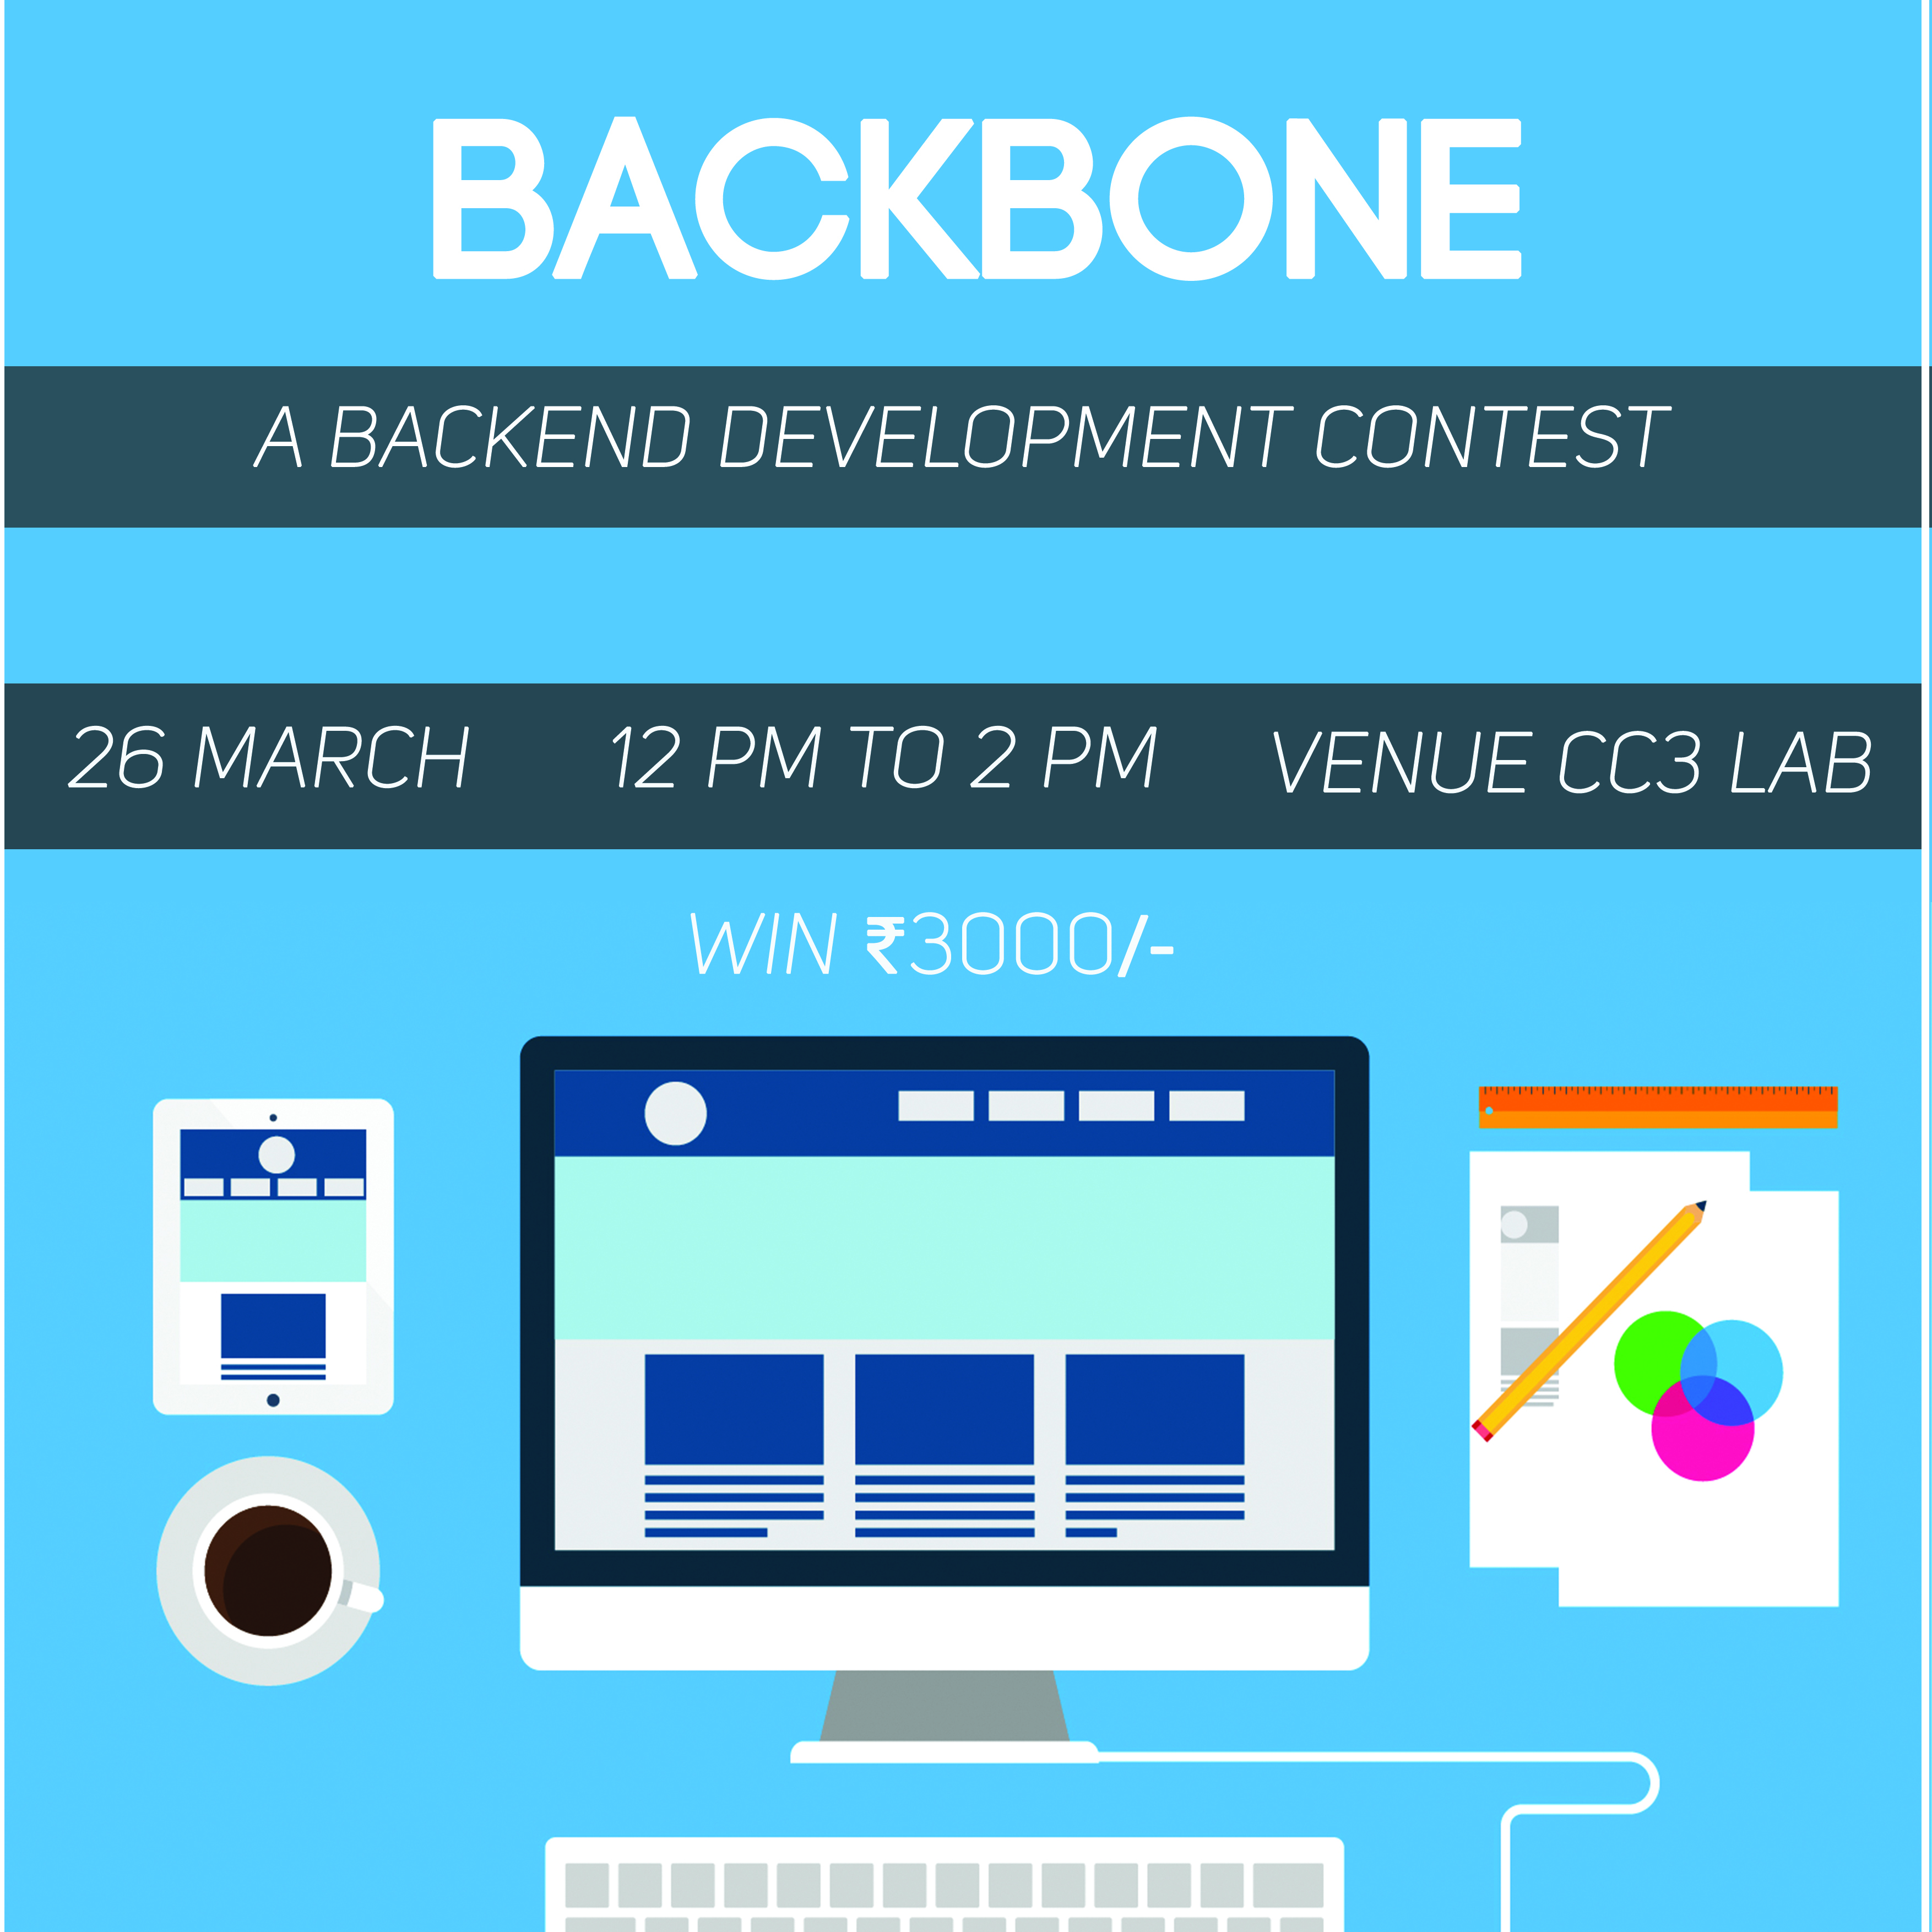 BACKBONE
A BACKEND DEVELOPMENT CONTEST
26 MARCH 12 PM TO 2 PM VENUE CC3 LAB
WIN ₹3000/-